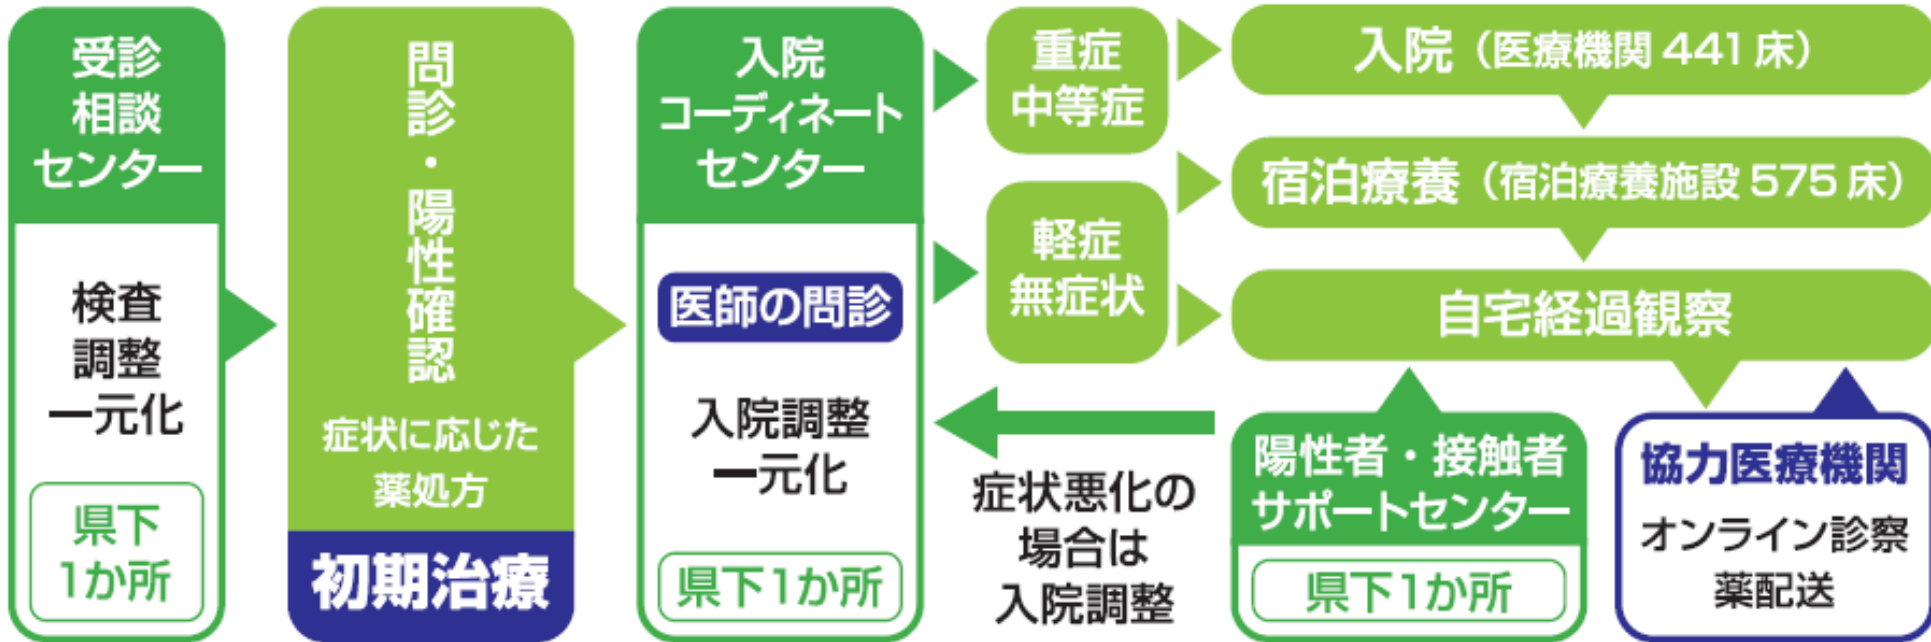 受診
相談
センター
検査
調整
一元化
県下
1か所
問診・陽性確認
症状に応じた
薬処方
初期治療
入院
コーディネート
センター
医師の問診
入院調整
一元化
県下1か所
重症
中等症
軽症
無症状
入院（医療機関441床）
宿泊療養（宿泊療養施設575床）
自宅経過観察
症状悪化の
場合は
入院調整
陽性者・接触者
サポートセンター
県下1か所
協力医療機関
オンライン診察
薬配送